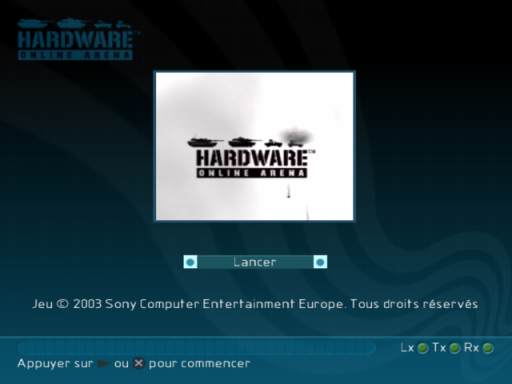 HARDWARE
ONLINE ARENA
HARDWARE™
ONLINE ARENA
Lancer
Jeu © 2003 Sony Computer Entertainment Europe. Tous droits réservés
Lx Tx Rx
Appuyer sur ou pour commencer